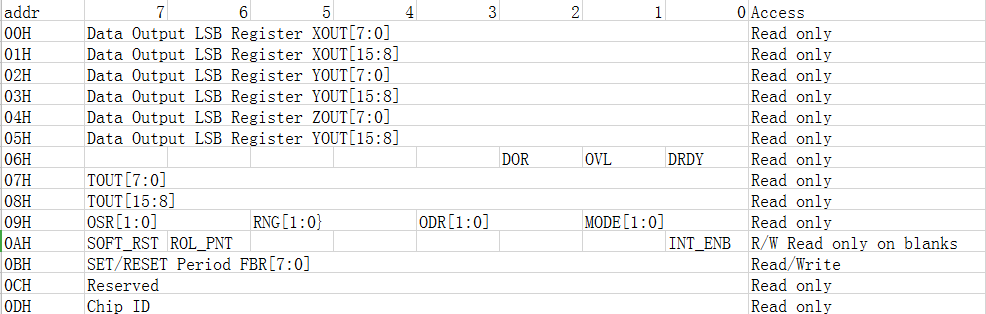 addr 7 6 5 4 3 2 1 0 Access
00H Data Output LSB Register XOUT[7:0] Read only
01H Data Output LSB Register XOUT[15:8] Read only
02H Data Output LSB Register YOUT[7:0] Read only
03H Data Output LSB Register YOUT[15:8] Read only
04H Data Output LSB Register ZOUT[7:0] Read only
05H Data Output LSB Register YOUT[15:8] Read only
06H DOR OVL DRDY Read only
07H TOUT[7:0] Read only
08H TOUT[15:8] Read only
09H OSR[1:0] RNG[1:0} ODR[1:0] MODE[1:0] Read only
0AH SOFT_RST ROL_PNT INT_ENB R/W Read only on blanks
0BH SET/RESET Period FBR[7:0] Read/Write
0CH Reserved Read only
0DH Chip ID Read only